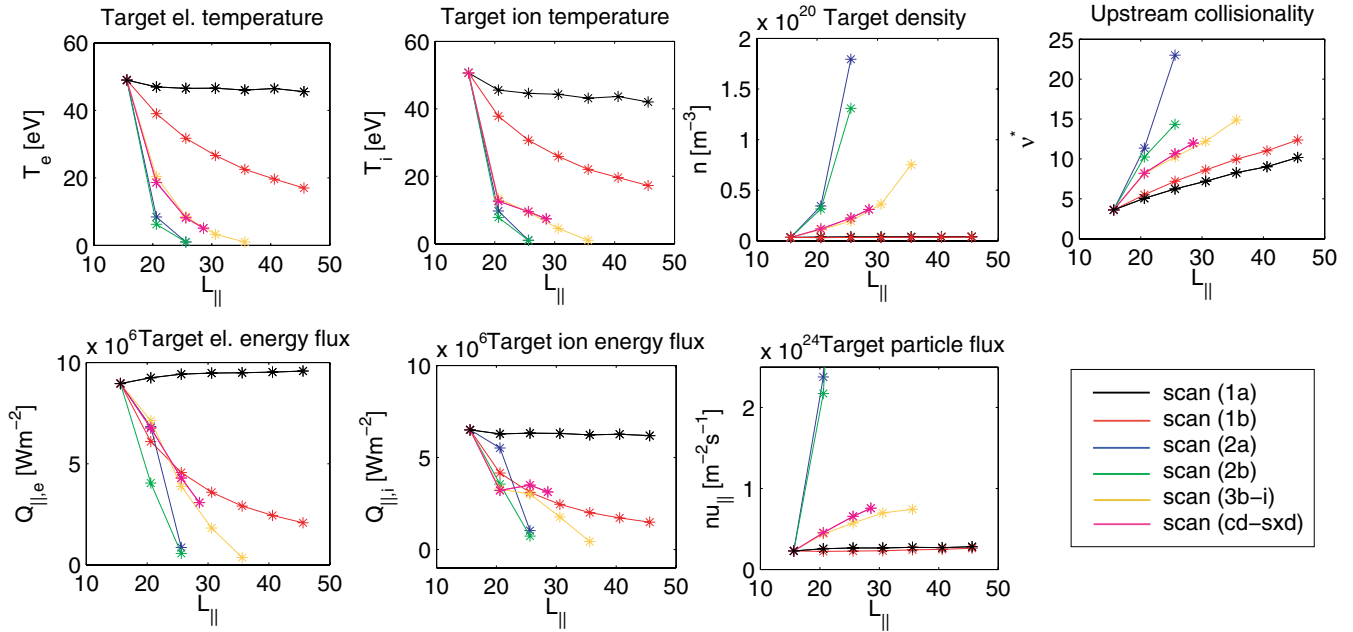 Target el. temperature
60
40
20
0
10 20 30 40 50
T_e [eV]
L_||
Target ion temperature
60
40
20
0
10 20 30 40 50
T_i [eV]
L_||
x 10^20 Target density
2
1.5
1
0.5
0
10 20 30 40 50
n [m^−3]
L_||
Upstream collisionality
25
20
15
10
5
0
10 20 30 40 50
ν*
L_||
x 10^6 Target el. energy flux
10
5
0
10 20 30 40 50
Q_||,e [Wm^−2]
L_||
x 10^6 Target ion energy flux
10
5
0
10 20 30 40 50
Q_||,i [Wm^−2]
L_||
x 10^24 Target particle flux
2
1
0
10 20 30 40 50
nu_|| [m^−2 s^−1]
L_||
scan (1a)
scan (1b)
scan (2a)
scan (2b)
scan (3b−i)
scan (cd−sxd)